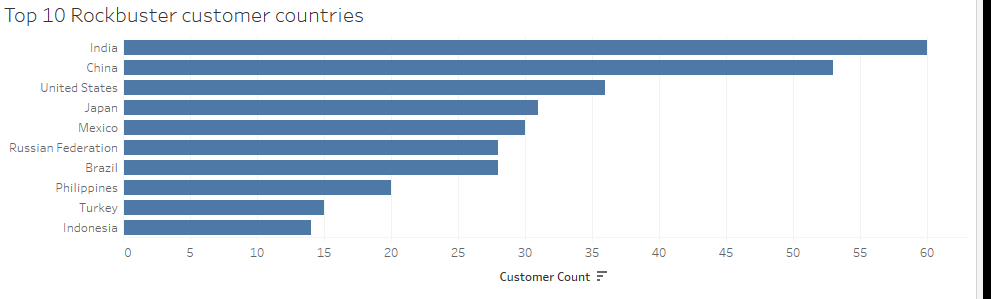 Top 10 Rockbuster customer countries
India
China
United States
Japan
Mexico
Russian Federation
Brazil
Philippines
Turkey
Indonesia
0 5 10 15 20 25 30 35 40 45 50 55 60
Customer Count